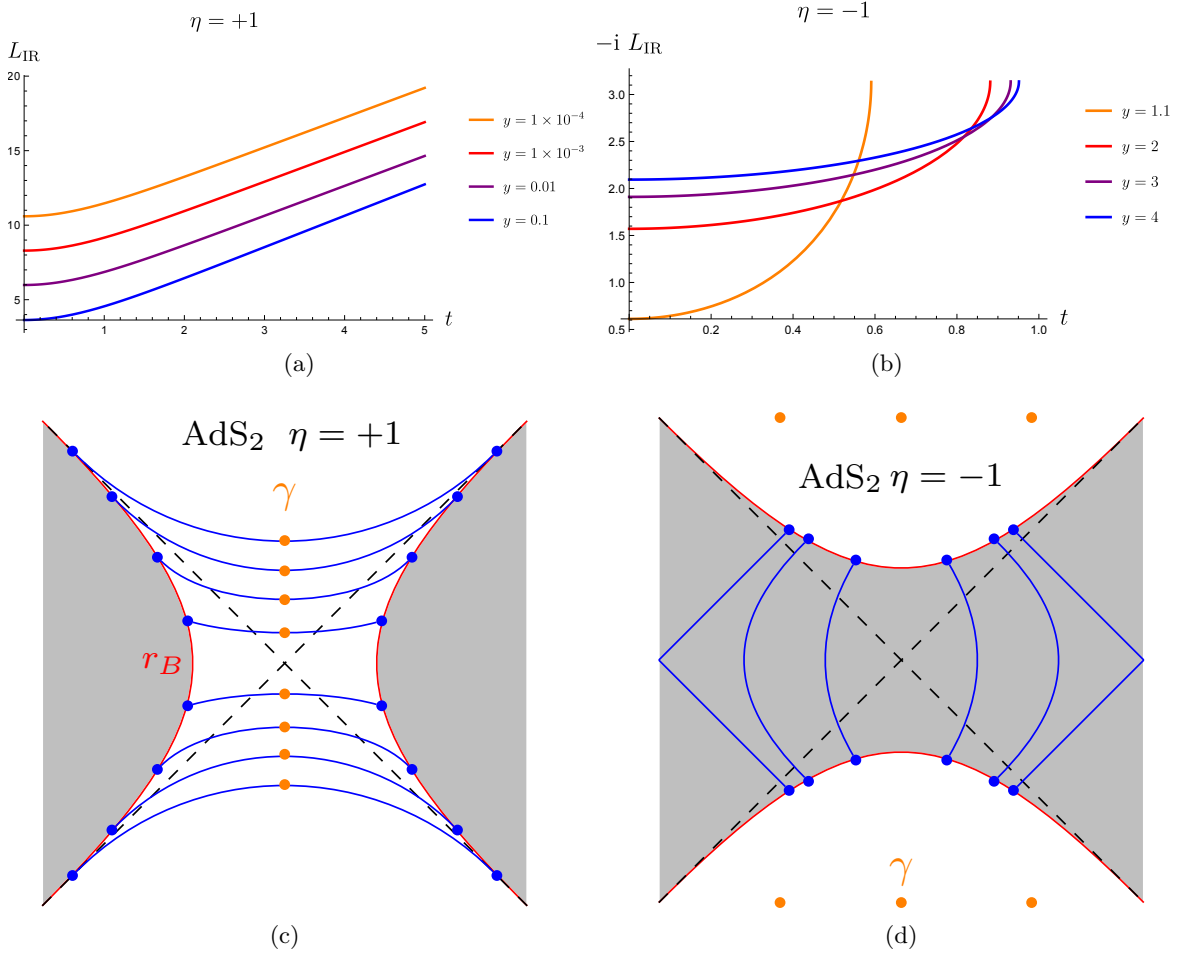 η = +1
L_IR
20
15
10
5
1
2
3
4
5
t
y = 1 × 10⁻⁴
y = 1 × 10⁻³
y = 0.01
y = 0.1
(a)
η = −1
−i L_IR
3.0
2.5
2.0
1.5
1.0
0.5
0.2
0.4
0.6
0.8
1.0
t
y = 1.1
y = 2
y = 3
y = 4
(b)
AdS₂ η = +1
γ
r_B
(c)
AdS₂ η = −1
γ
(d)